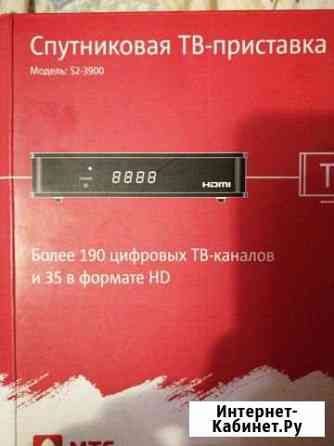 Спутниковая ТВ-приставка
Модель: S2-3900
8888
HDMI
Более 190 цифровых ТВ-каналов
и 35 в формате HD
МТС
Интернет-
Кабинет.Ру